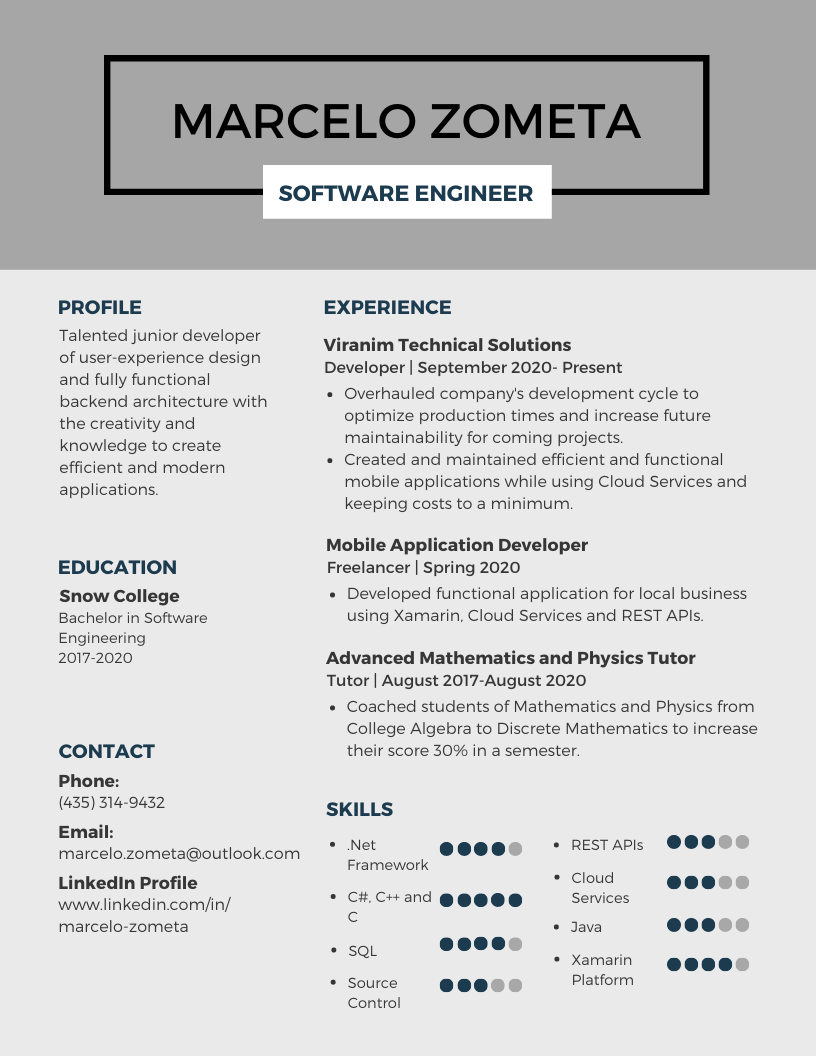 MARCELO ZOMETA
SOFTWARE ENGINEER
PROFILE
Talented junior developer
of user-experience design
and fully functional
backend architecture with
the creativity and
knowledge to create
efficient and modern
applications.
EDUCATION
Snow College
Bachelor in Software
Engineering
2017-2020
CONTACT
Phone:
(435) 314-9432
Email:
marcelo.zometa@outlook.com
LinkedIn Profile
www.linkedin.com/in/
marcelo-zometa
EXPERIENCE
Viranim Technical Solutions
Developer | September 2020- Present
• Overhauled company's development cycle to
optimize production times and increase future
maintainability for coming projects.
• Created and maintained efficient and functional
mobile applications while using Cloud Services and
keeping costs to a minimum.
Mobile Application Developer
Freelancer | Spring 2020
• Developed functional application for local business
using Xamarin, Cloud Services and REST APIs.
Advanced Mathematics and Physics Tutor
Tutor | August 2017-August 2020
• Coached students of Mathematics and Physics from
College Algebra to Discrete Mathematics to increase
their score 30% in a semester.
SKILLS
• .Net
Framework
• C#, C++ and
C
• SQL
• Source
Control
• REST APIs
• Cloud
Services
• Java
• Xamarin
Platform